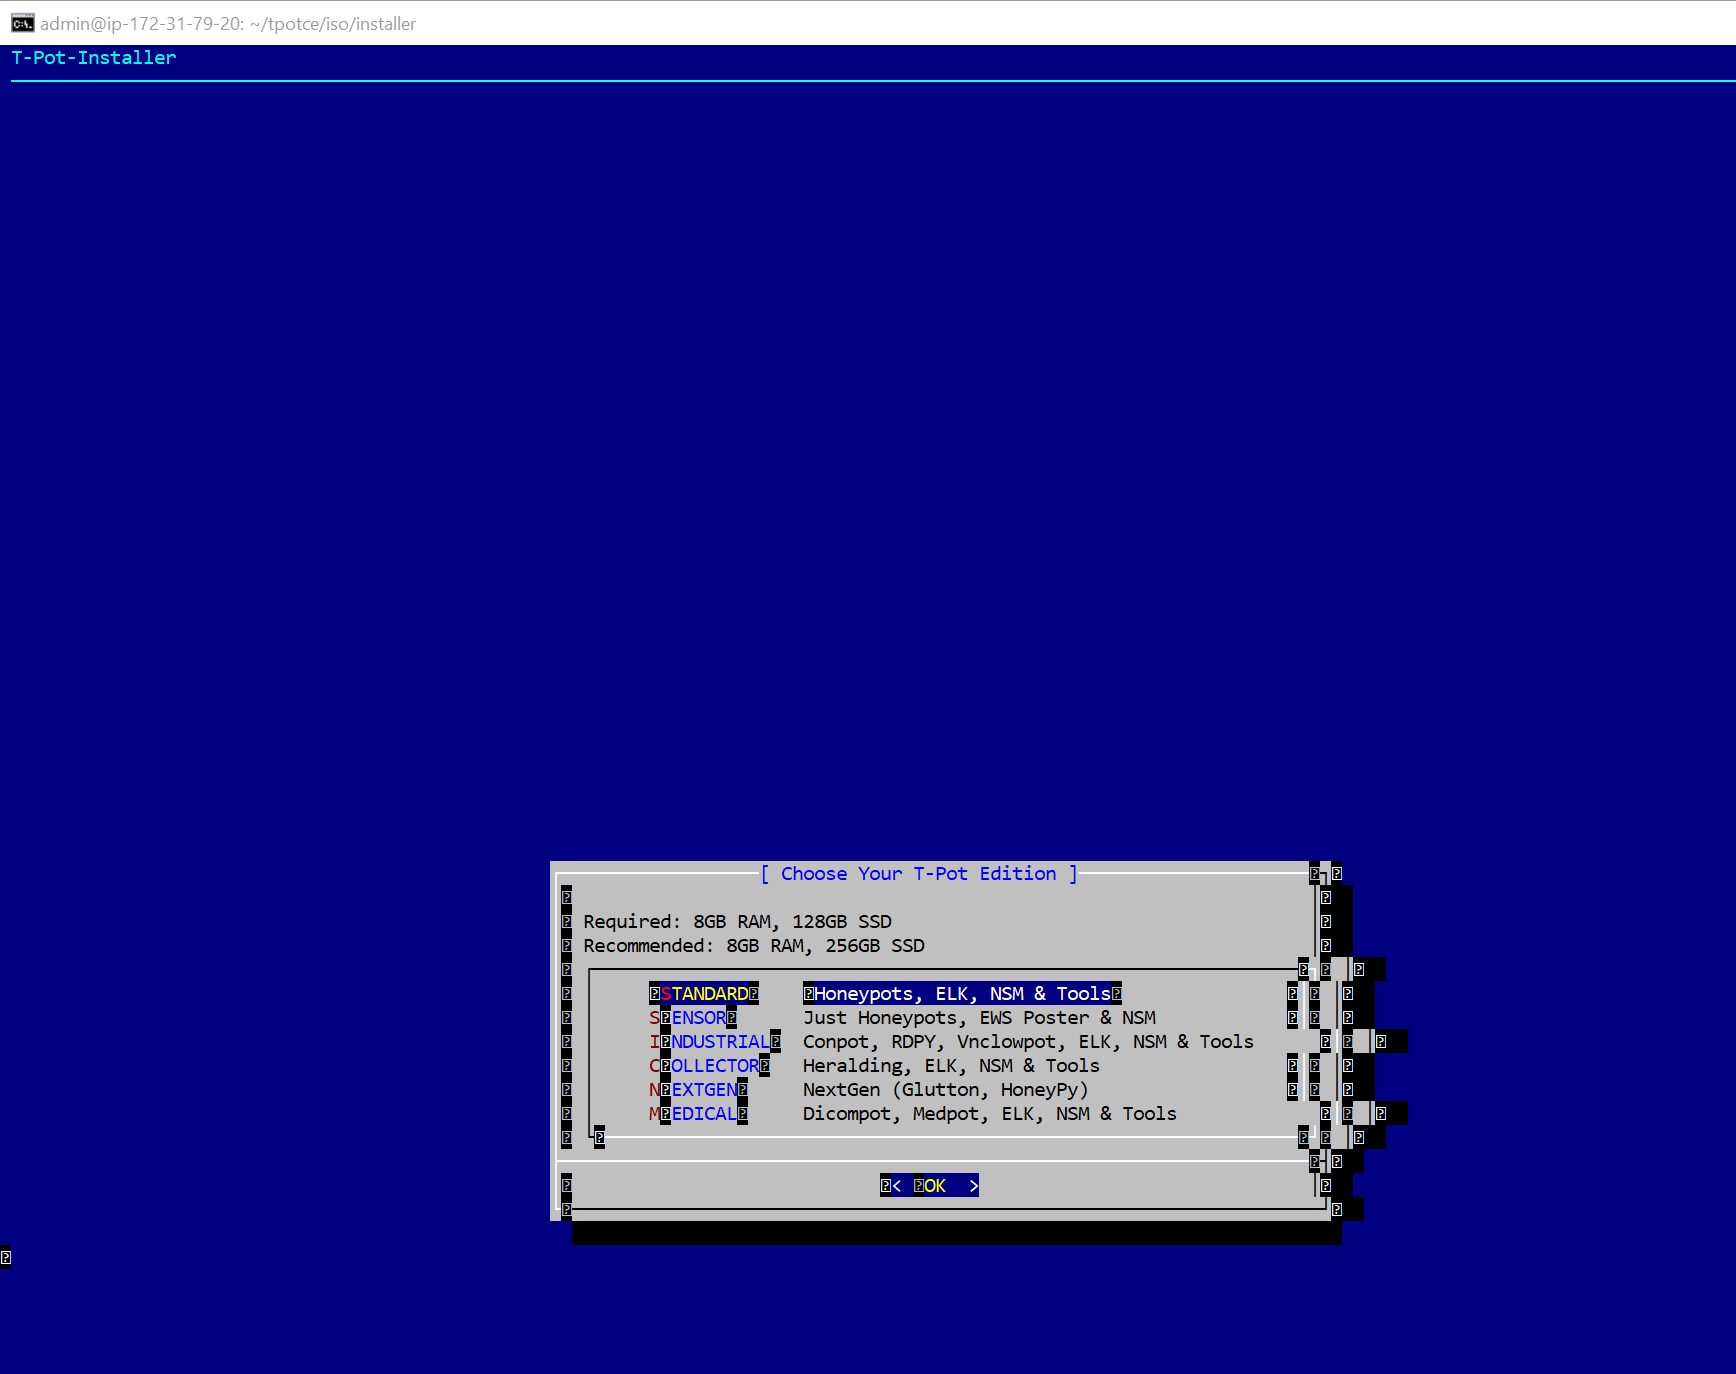 admin@ip-172-31-79-20: ~/tpotce/iso/installer
T-Pot-Installer
[ Choose Your T-Pot Edition ]
Required: 8GB RAM, 128GB SSD
Recommended: 8GB RAM, 256GB SSD
STANDARD Honeypots, ELK, NSM & Tools
SENSOR Just Honeypots, EWS Poster & NSM
INDUSTRIAL Conpot, RDPY, Vnclowpot, ELK, NSM & Tools
COLLECTOR Heralding, ELK, NSM & Tools
NEXTGEN NextGen (Glutton, HoneyPy)
MEDICAL Dicompot, Medpot, ELK, NSM & Tools
< OK >